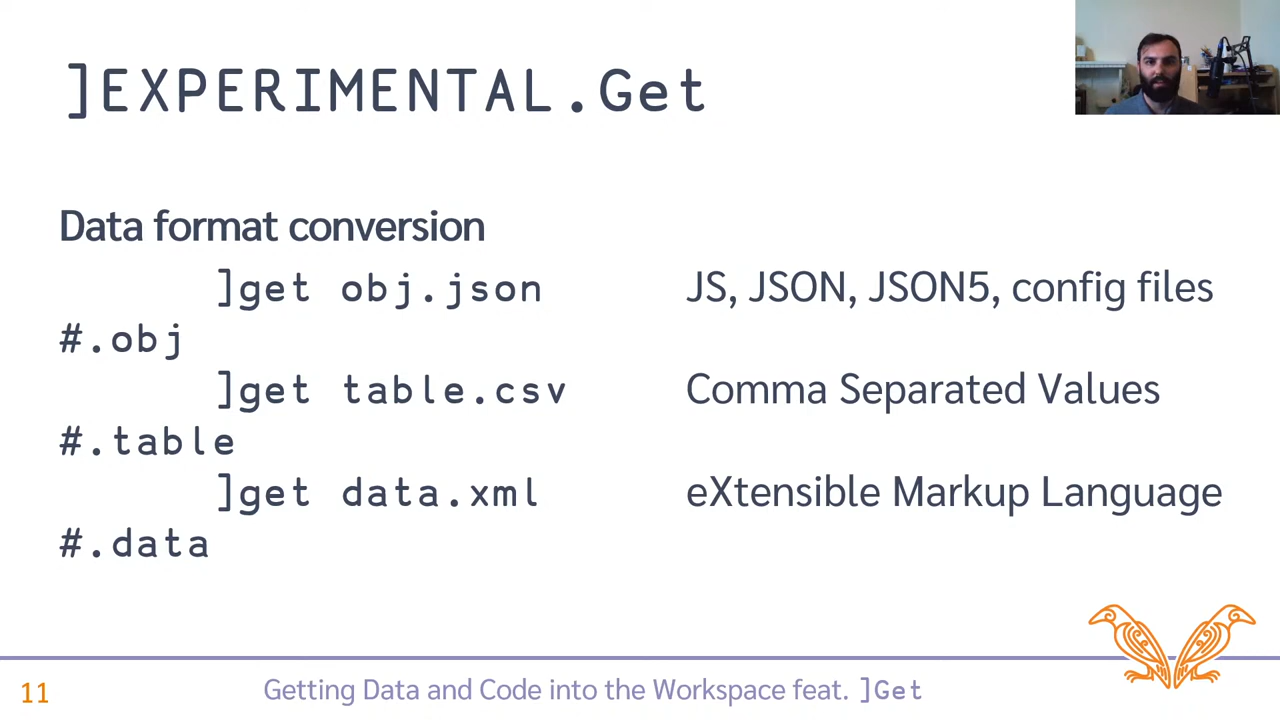 ]EXPERIMENTAL.Get
Data format conversion
]get obj.json JS, JSON, JSON5, config files
#.obj
]get table.csv Comma Separated Values
#.table
]get data.xml eXtensible Markup Language
#.data
11 Getting Data and Code into the Workspace feat. ]Get